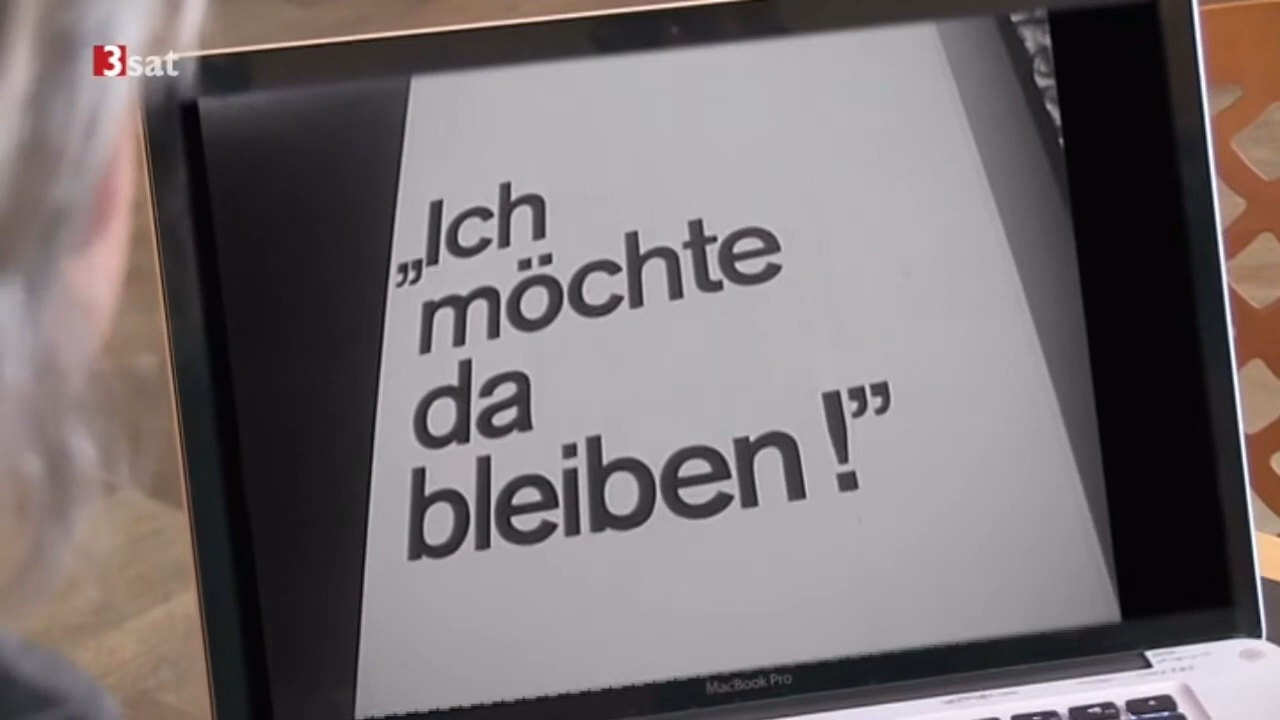 3sat
„Ich
möchte
da
bleiben!”
MacBook Pro